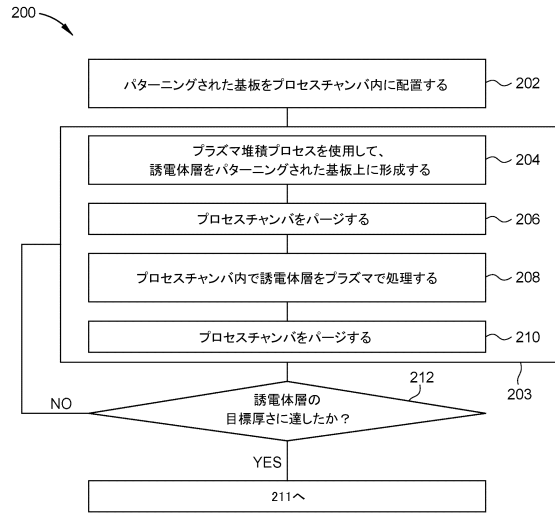 200
パターニングされた基板をプロセスチャンバ内に配置する
202
プラズマ堆積プロセスを使用して、
誘電体層をパターニングされた基板上に形成する
204
プロセスチャンバをパージする
206
プロセスチャンバ内で誘電体層をプラズマで処理する
208
プロセスチャンバをパージする
210
203
212
誘電体層の
目標厚さに達したか？
NO
YES
211へ